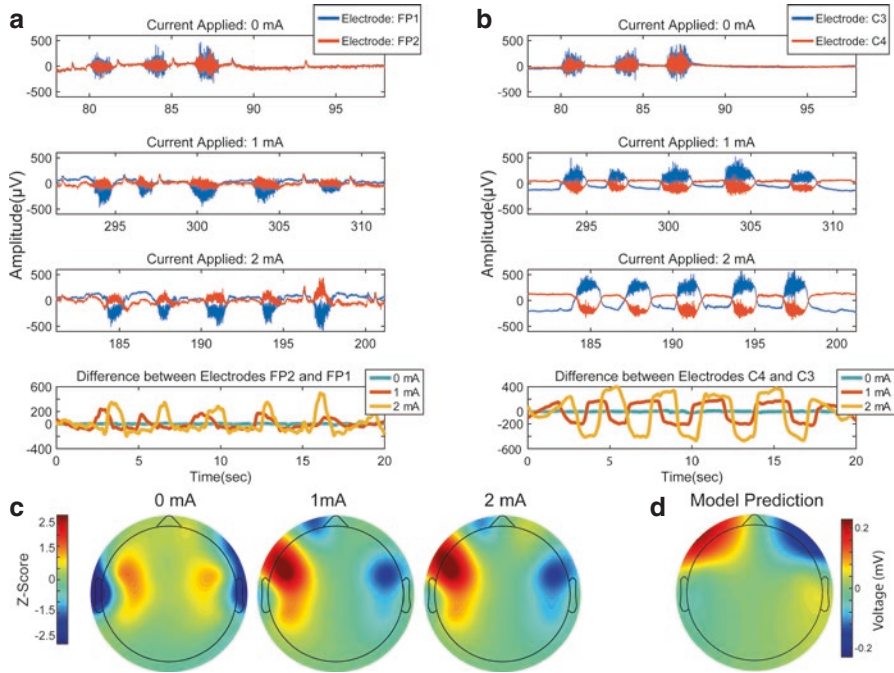 a
Current Applied: 0 mA
Electrode: FP1
Electrode: FP2
500
0
-500
80 85 90 95
Current Applied: 1 mA
500
0
-500
295 300 305 310
Amplitude(µV)
Current Applied: 2 mA
500
0
-500
185 190 195 200
Difference between Electrodes FP2 and FP1
0 mA
1 mA
2 mA
600
200
0
-400
0 5 10 15 20
Time(sec)
b
Current Applied: 0 mA
Electrode: C3
Electrode: C4
500
0
-500
80 85 90 95
Current Applied: 1 mA
500
0
-500
295 300 305 310
Amplitude(µV)
Current Applied: 2 mA
500
0
-500
185 190 195 200
Difference between Electrodes C4 and C3
0 mA
1 mA
2 mA
400
0
-200
-600
0 5 10 15 20
Time(sec)
c
0 mA 1mA 2 mA
Z-Score
2.5
1.5
0
-1.5
-2.5
d
Model Prediction
0.2
0
-0.2
Voltage (mV)